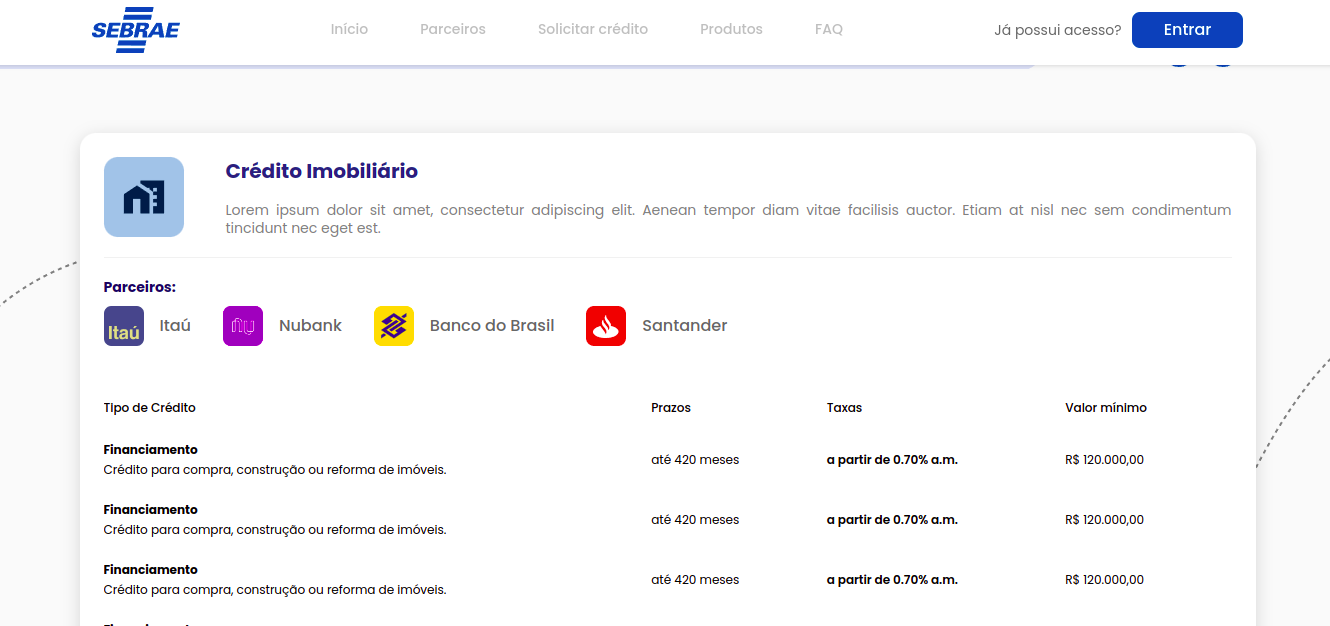 SEBRAE
Início Parceiros Solicitar crédito Produtos FAQ Já possui acesso? Entrar
Crédito Imobiliário
Lorem ipsum dolor sit amet, consectetur adipiscing elit. Aenean tempor diam vitae facilisis auctor. Etiam at nisl nec sem condimentum
tincidunt nec eget est.
Parceiros:
Itaú Itaú nu Nubank Banco do Brasil Santander
Tipo de Crédito Prazos Taxas Valor mínimo
Financiamento
Crédito para compra, construção ou reforma de imóveis. até 420 meses a partir de 0.70% a.m. R$ 120.000,00
Financiamento
Crédito para compra, construção ou reforma de imóveis. até 420 meses a partir de 0.70% a.m. R$ 120.000,00
Financiamento
Crédito para compra, construção ou reforma de imóveis. até 420 meses a partir de 0.70% a.m. R$ 120.000,00